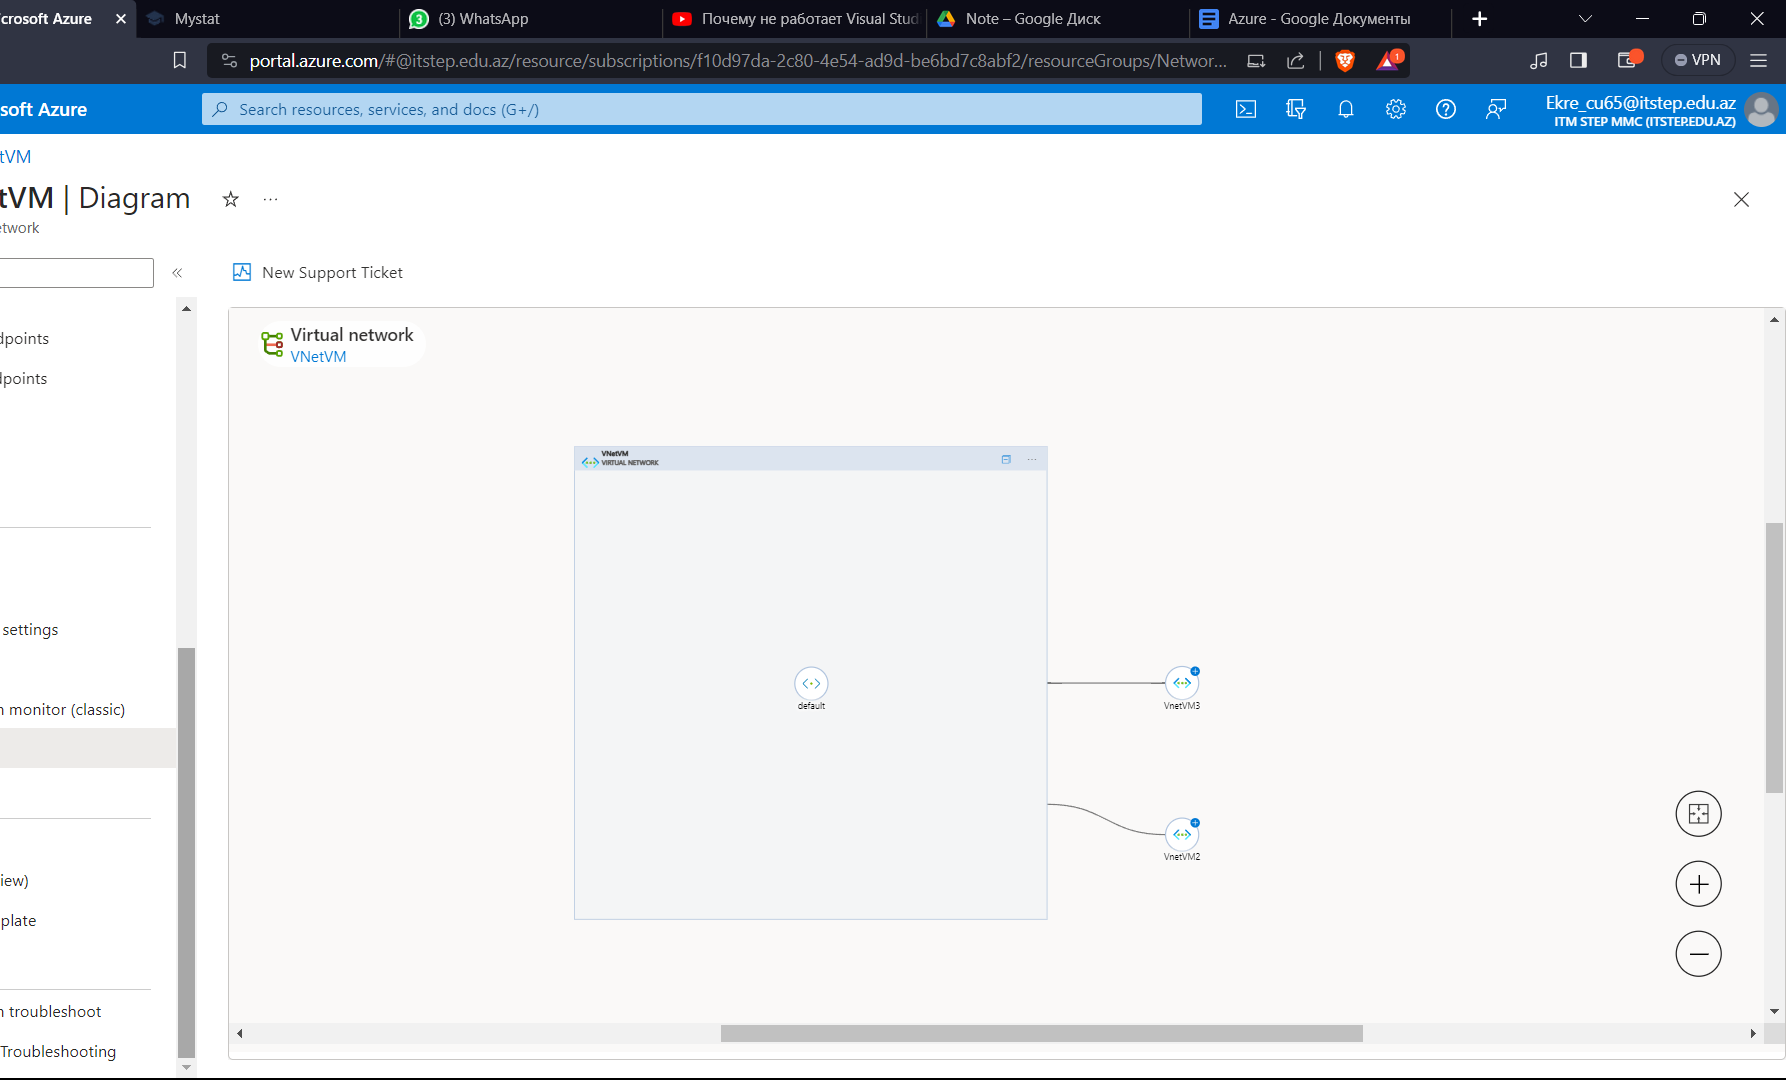 crosoft Azure
Mystat
3
(3) WhatsApp
Почему не работает Visual Stud
Note – Google Диск
Azure - Google Документы
portal.azure.com/#@itstep.edu.az/resource/subscriptions/f10d97da-2c80-4e54-ad9d-be6bd7c8abf2/resourceGroups/Networ...
1
VPN
soft Azure
Search resources, services, and docs (G+/)
Ekre_cu65@itstep.edu.az
ITM STEP MMC (ITSTEP.EDU.AZ)
tVM
tVM | Diagram
...
etwork
«
New Support Ticket
dpoints
dpoints
settings
n monitor (classic)
iew)
plate
n troubleshoot
Troubleshooting
Virtual network
VNetVM
VNetVM
VIRTUAL NETWORK
...
default
VnetVM3
VnetVM2